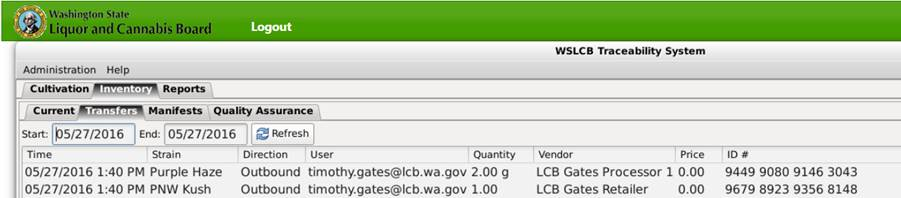 Washington State
Liquor and Cannabis Board Logout
WSLCB Traceability System
Administration Help
Cultivation Inventory Reports
Current Transfers Manifests Quality Assurance
Start: 05/27/2016 End: 05/27/2016 Refresh
Time Strain Direction User Quantity Vendor Price ID #
05/27/2016 1:40 PM Purple Haze Outbound timothy.gates@lcb.wa.gov 2.00 g LCB Gates Processor 1 0.00 9449 9080 9146 3043
05/27/2016 1:40 PM PNW Kush Outbound timothy.gates@lcb.wa.gov 1.00 LCB Gates Retailer 0.00 9679 8923 9356 8148